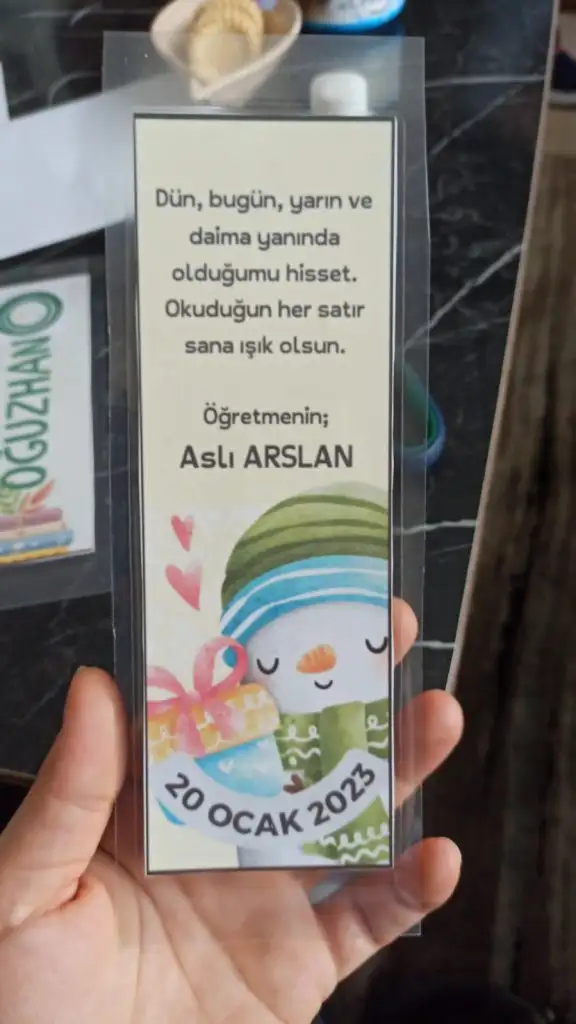 Dün, bugün, yarın ve
daima yanında
olduğumu hisset.
Okuduğun her satır
sana ışık olsun.
Öğretmenin;
Aslı ARSLAN
20 OCAK 2023
OĞUZHAN